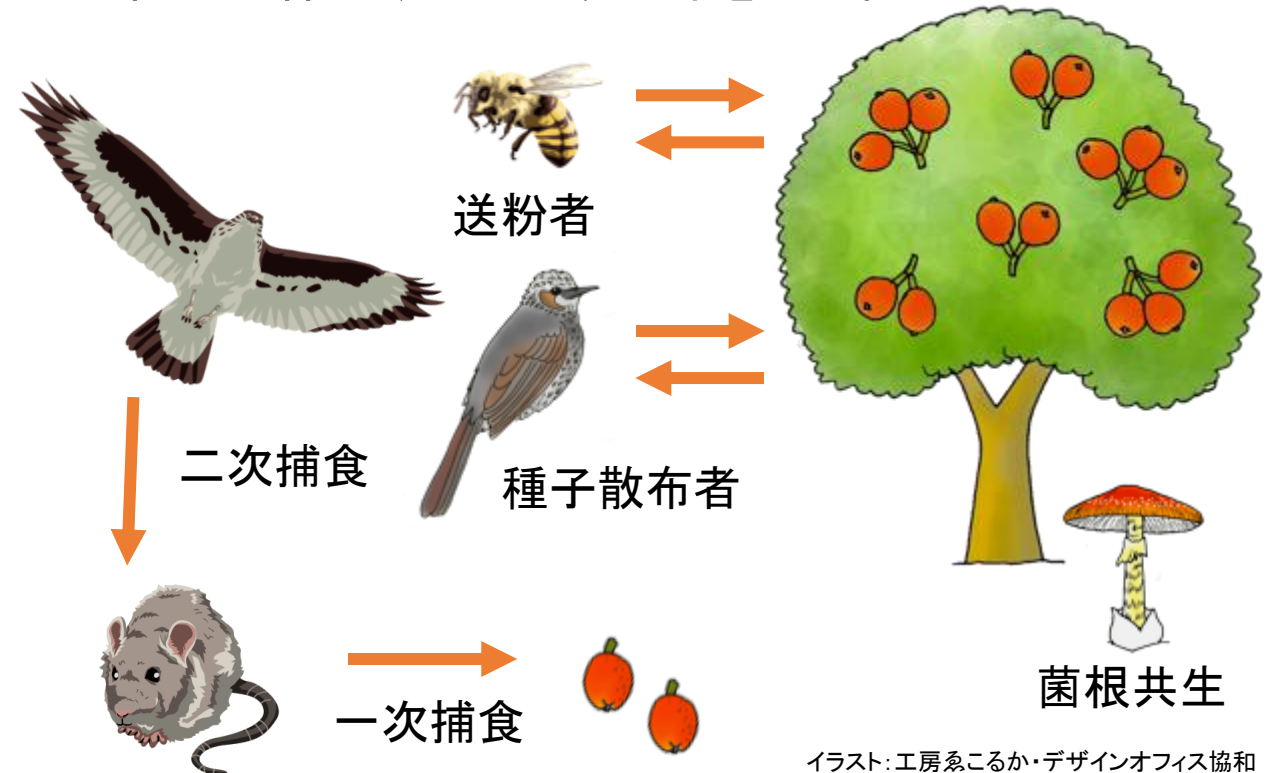 送粉者
二次捕食
種子散布者
一次捕食
菌根共生
イラスト：工房ゑこるか・デザインオフィス協和